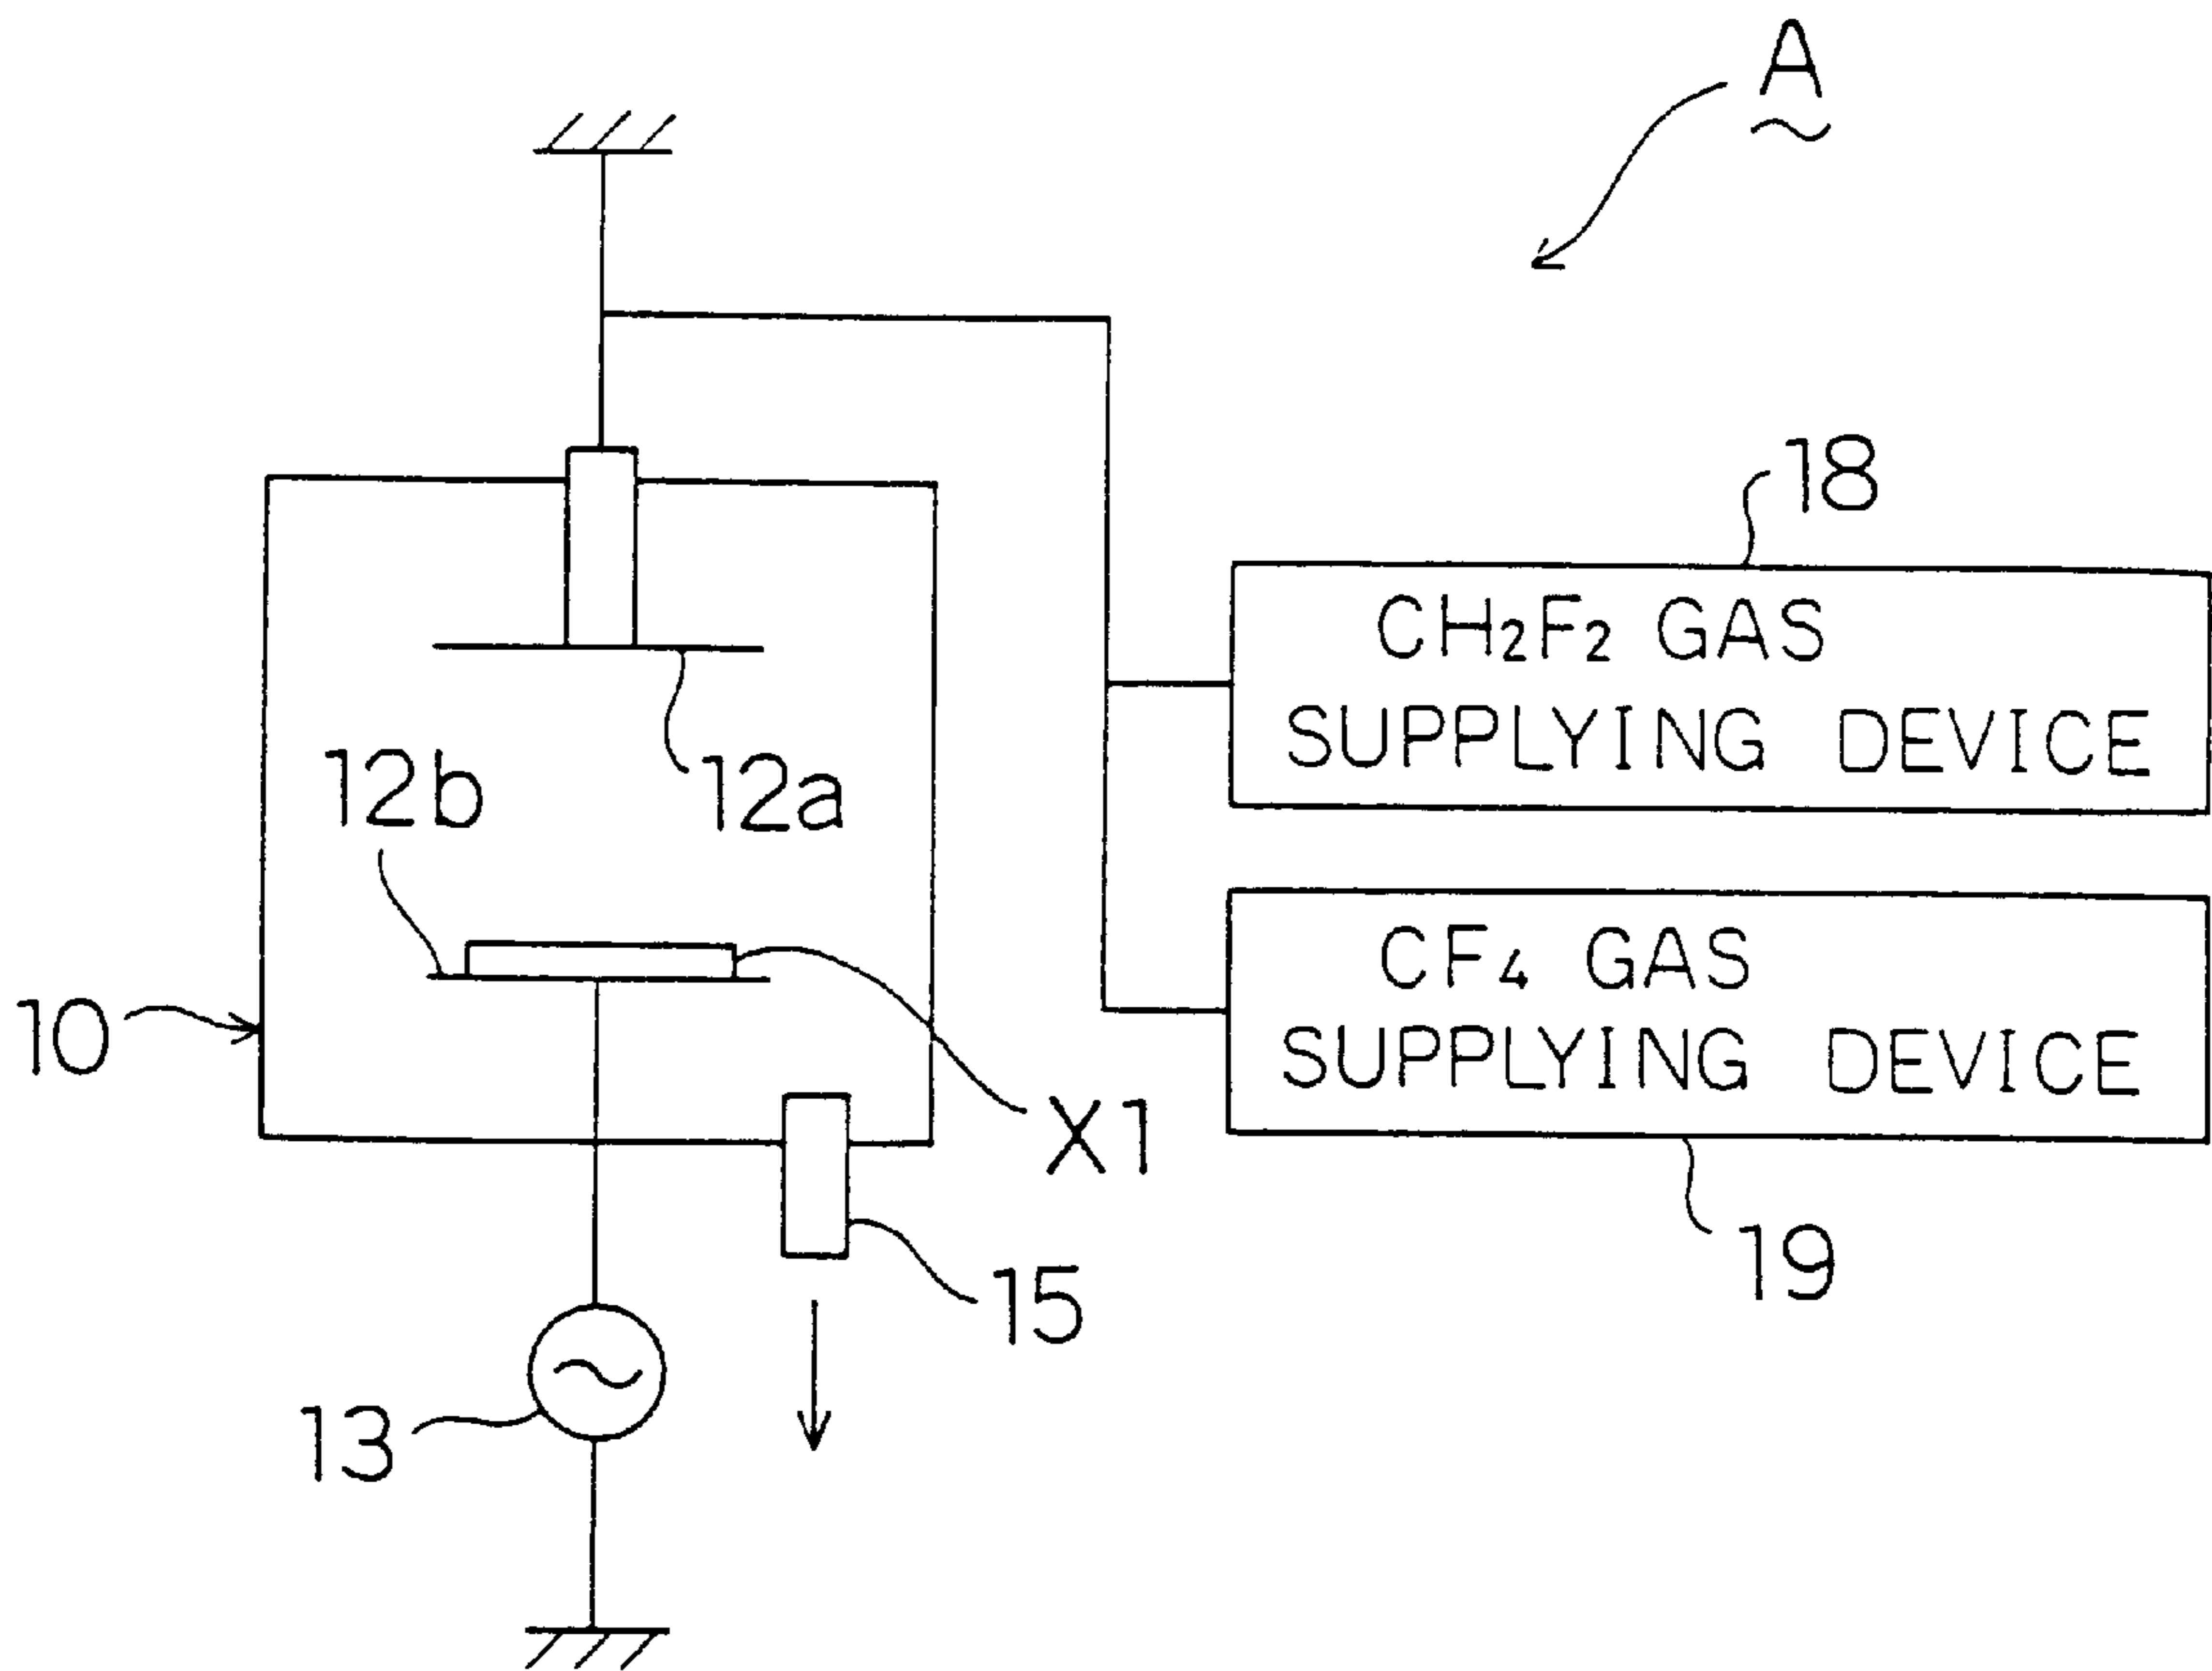 A
18
CH₂F₂ GAS
SUPPLYING DEVICE
12b
12a
CF₄ GAS
SUPPLYING DEVICE
10
X1
15
19
13